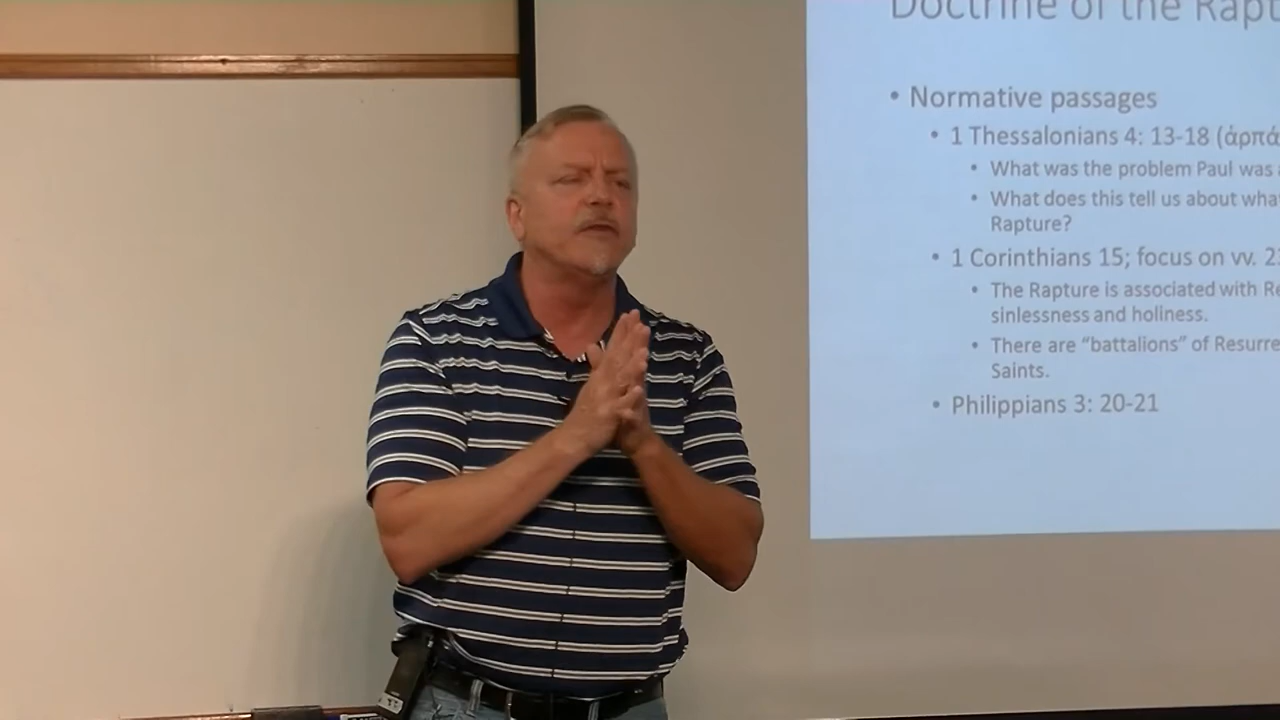 Doctrine of the Rapt
• Normative passages
• 1 Thessalonians 4: 13-18 (ἁρπά
• What was the problem Paul was
• What does this tell us about wha
Rapture?
• 1 Corinthians 15; focus on vv. 2
• The Rapture is associated with Re
sinlessness and holiness.
• There are “battalions” of Resurre
Saints.
• Philippians 3: 20-21